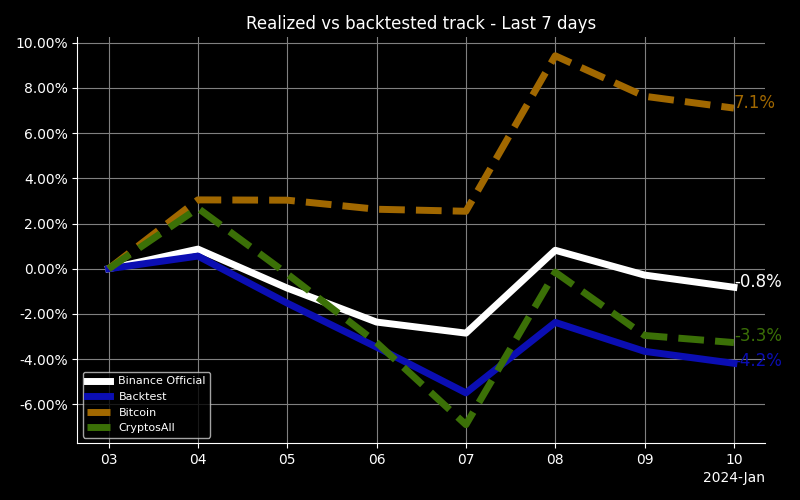 Realized vs backtested track - Last 7 days
10.00%
8.00%
6.00%
4.00%
2.00%
0.00%
-2.00%
-4.00%
-6.00%
7.1%
-0.8%
-3.3%
-4.2%
Binance Official
Backtest
Bitcoin
CryptosAll
03 04 05 06 07 08 09 10
2024-Jan